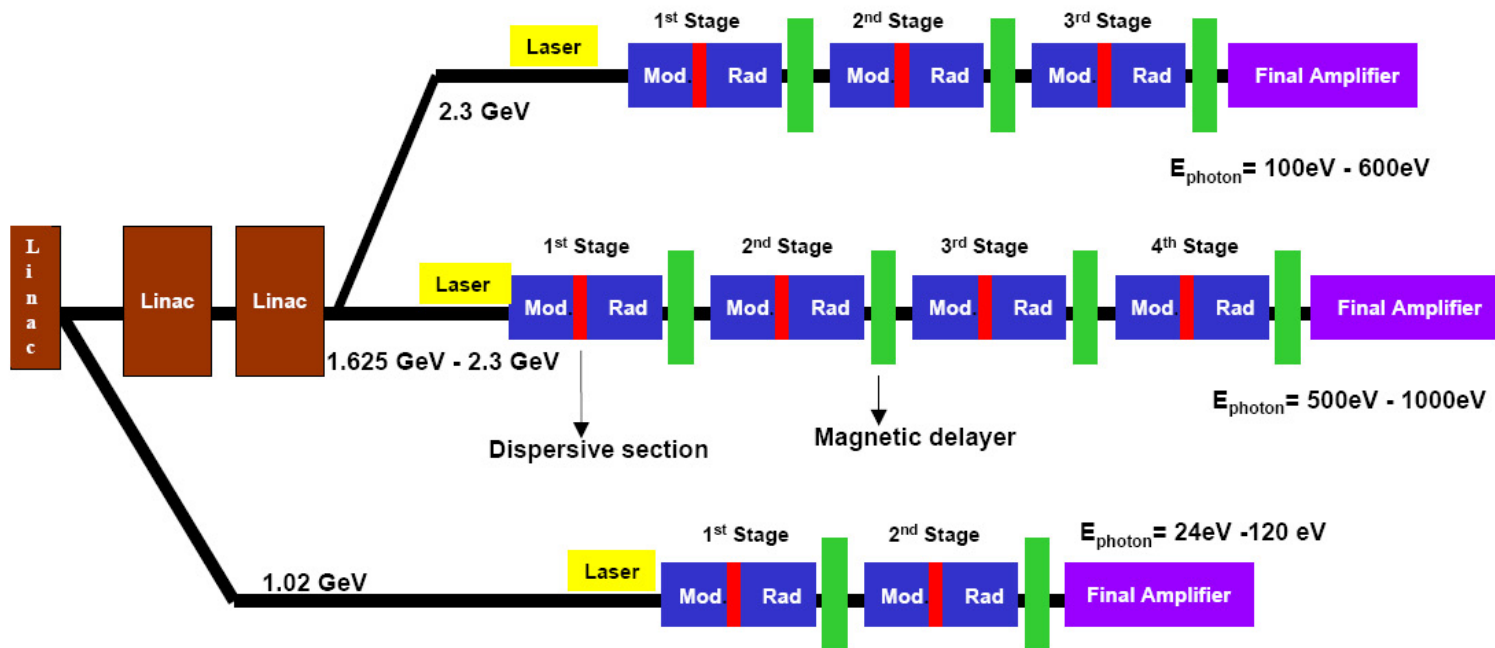 1st Stage 2nd Stage 3rd Stage
Laser
Mod. Rad Mod. Rad Mod. Rad Final Amplifier
2.3 GeV
Ephoton= 100eV - 600eV
Linac
Linac Linac
1st Stage 2nd Stage 3rd Stage 4th Stage
Laser
Mod. Rad Mod. Rad Mod. Rad Mod. Rad Final Amplifier
1.625 GeV - 2.3 GeV
Ephoton= 500eV - 1000eV
Dispersive section Magnetic delayer
1st Stage 2nd Stage
Ephoton= 24eV -120 eV
1.02 GeV
Laser
Mod. Rad Mod. Rad Final Amplifier